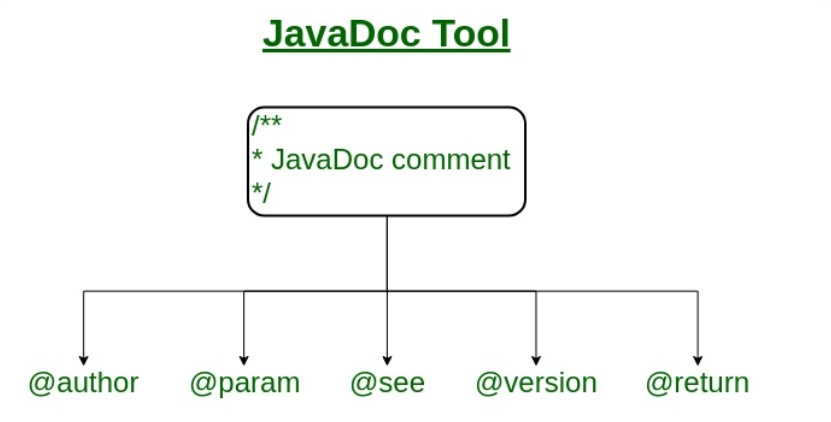 JavaDoc Tool
/**
* JavaDoc comment
*/
@author @param @see @version @return